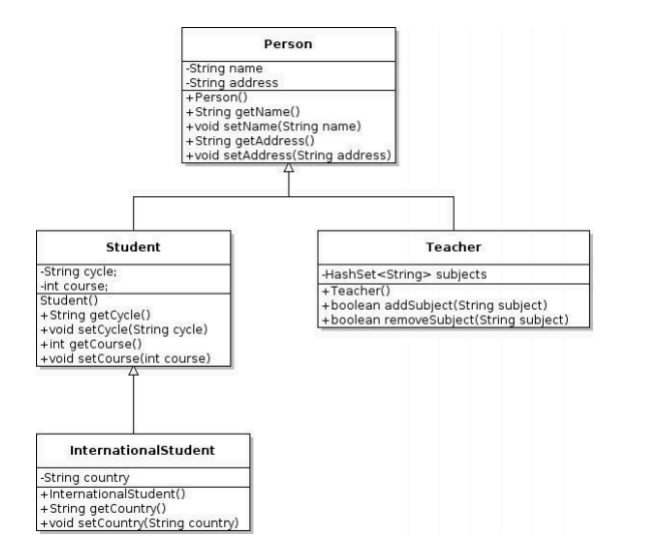 Person
-String name
-String address
+Person()
+String getName()
+void setName(String name)
+String getAddress()
+void setAddress(String address)
Student
-String cycle;
-int course;
Student()
+String getCycle()
+void setCycle(String cycle)
+int getCourse()
+void setCourse(int course)
Teacher
-HashSet<String> subjects
+Teacher()
+boolean addSubject(String subject)
+boolean removeSubject(String subject)
InternationalStudent
-String country
+InternationalStudent()
+String getCountry()
+void setCountry(String country)